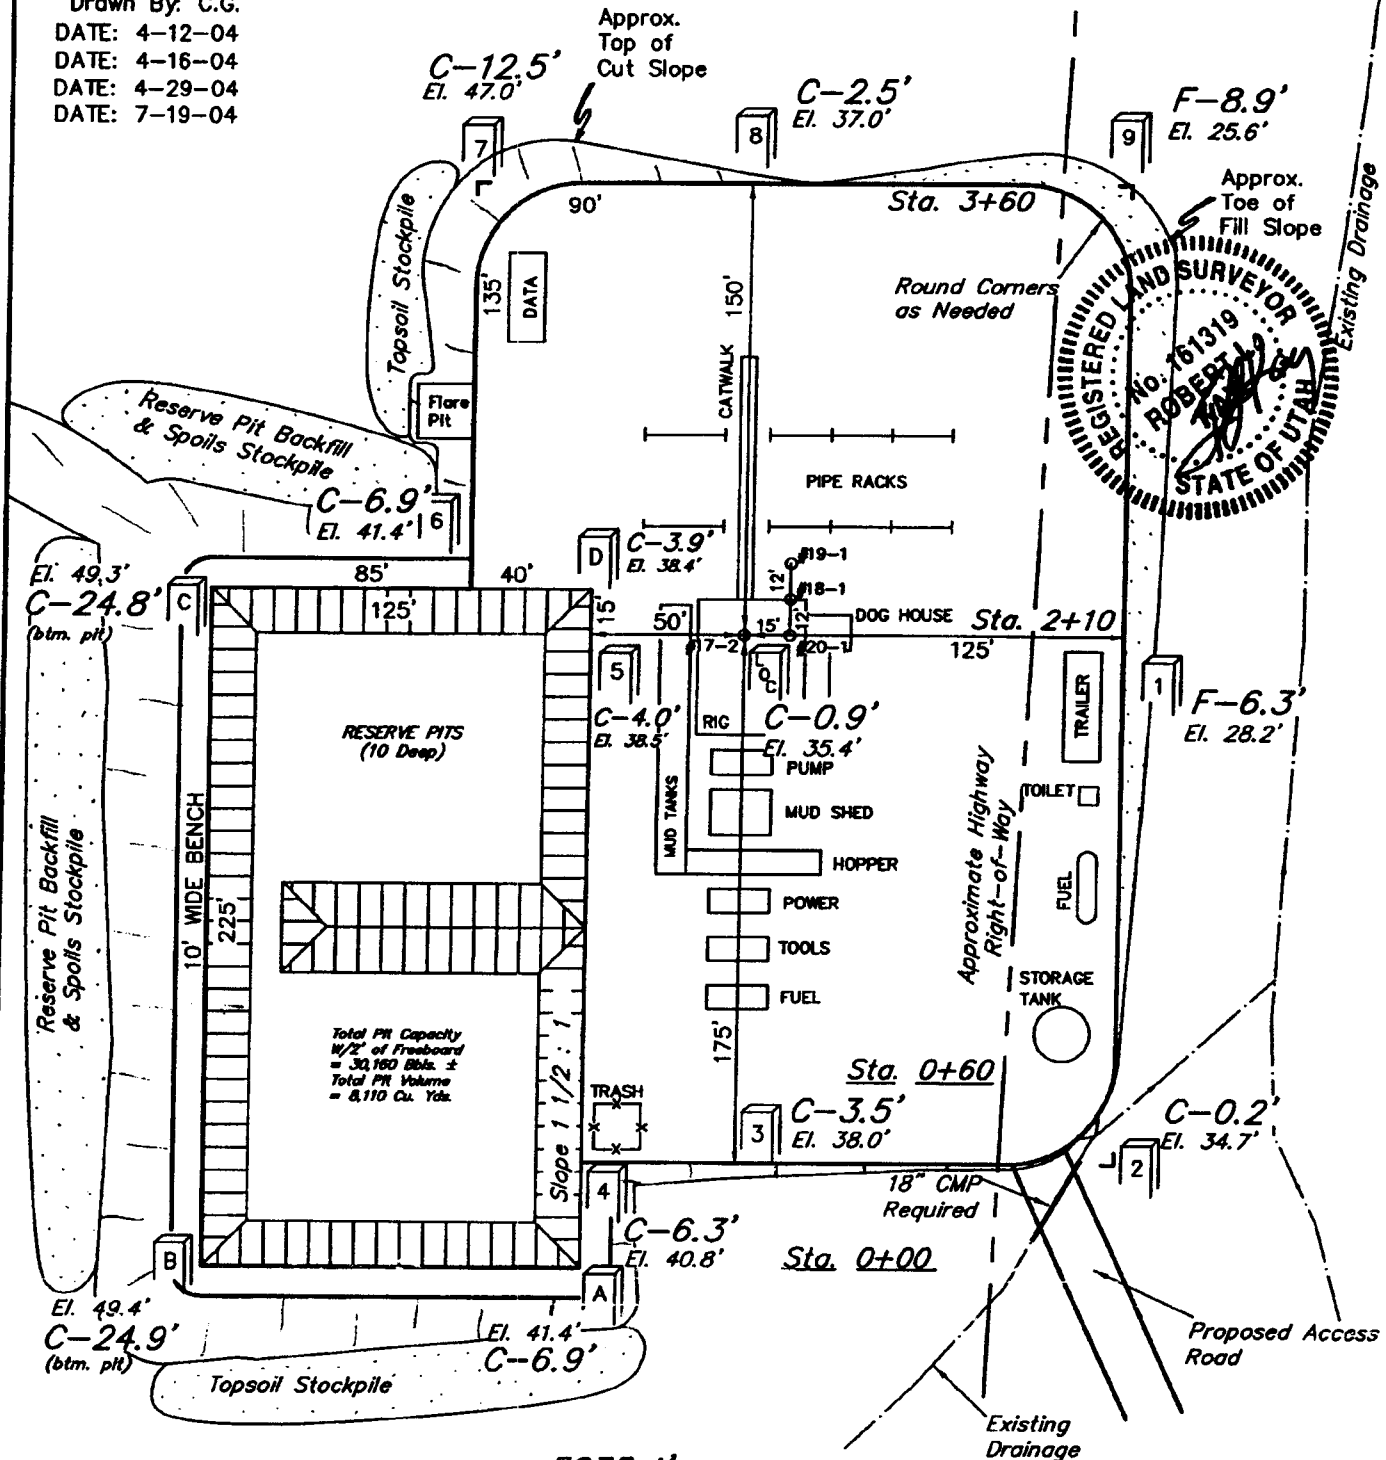 Drawn By: C.G.
DATE: 4-12-04
DATE: 4-16-04
DATE: 4-29-04
DATE: 7-19-04
Approx.
Top of
Cut Slope
C-12.5'
El. 47.0'
7
C-2.5'
El. 37.0'
8
F-8.9'
El. 25.6'
9
Approx.
Toe of
Fill Slope
Existing Drainage
90'
Sta. 3+60
Topsoil Stockpile
135'
DATA
150'
Round Corners
as Needed
REGISTERED LAND SURVEYOR
No. 161319
ROBERT L.
STATE OF UTAH
CATWALK
Flare
Pit
Reserve Pit Backfill
& Spoils Stockpile
PIPE RACKS
C-6.9'
El. 41.4'
6
D
C-3.9'
El. 38.4'
#19-1
12'
#18-1
12'
El. 49.3'
C-24.8'
(btm. pit)
C
85'
40'
125'
15'
50'
15'
DOG HOUSE
Sta. 2+10
#17-2
#20-1
125'
5
LOC
1
C-4.0'
El. 38.5'
RIG
C-0.9'
El. 35.4'
TRAILER
F-6.3'
El. 28.2'
RESERVE PITS
(10 Deep)
PUMP
MUD TANKS
MUD SHED
TOILET
Approximate Highway
Right-of-Way
HOPPER
Reserve Pit Backfill
& Spoils Stockpile
10' WIDE BENCH
225'
POWER
FUEL
TOOLS
FUEL
STORAGE
TANK
Total Pit Capacity
W/2' of Freeboard
= 30,160 Bbls. ±
Total Pit Volume
= 8,110 Cu. Yds.
175'
Slope 1 1/2 : 1
Sta. 0+60
TRASH
3
C-3.5'
El. 38.0'
C-0.2'
El. 34.7'
2
4
18" CMP
Required
C-6.3'
El. 40.8'
Sta. 0+00
B
A
El. 49.4'
C-24.9'
(btm. pit)
El. 41.4'
C-6.9'
Topsoil Stockpile
Proposed Access
Road
Existing
Drainage